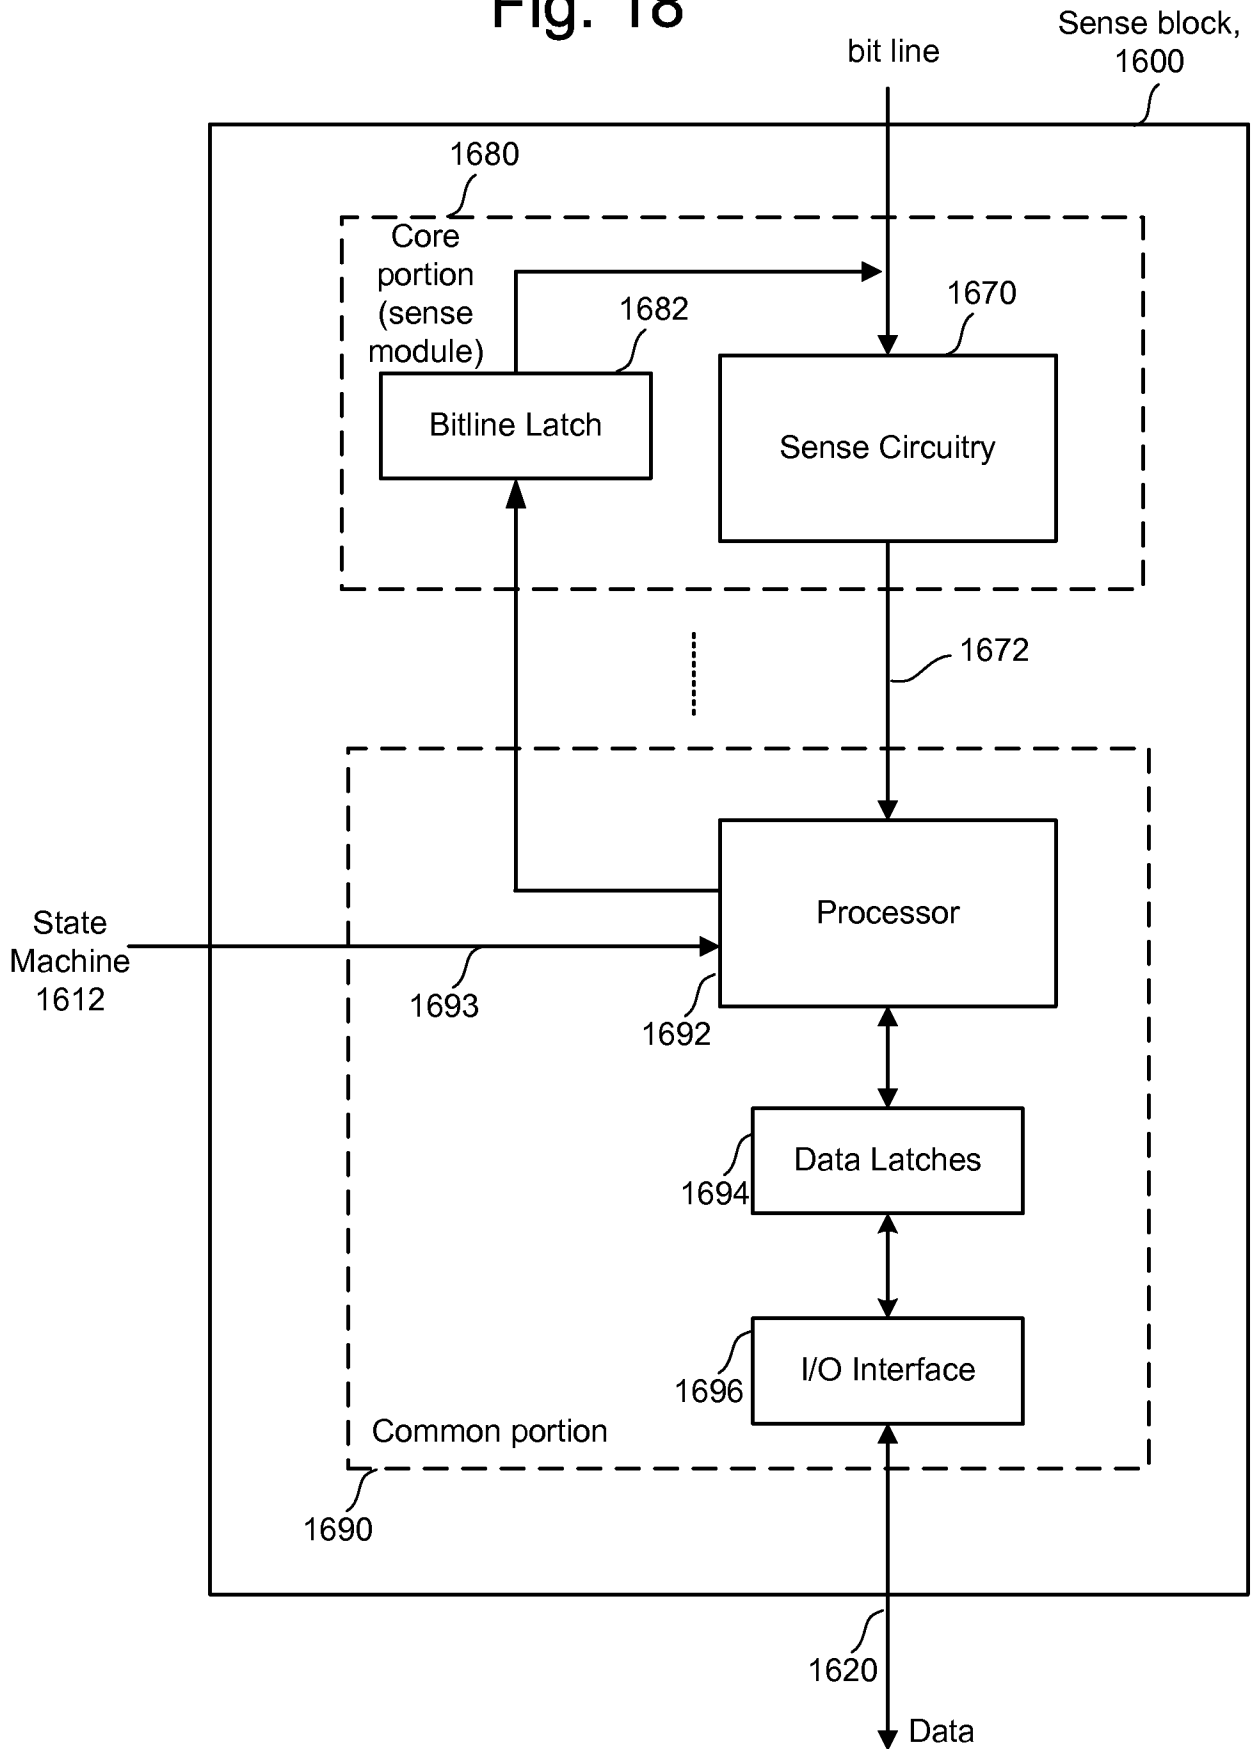 Fig. 18
Sense block,
1600
bit line
1680
Core
portion
(sense
module)
1682
1670
Bitline Latch
Sense Circuitry
1672
Processor
State
Machine
1612
1693
1692
Data Latches
1694
I/O Interface
1696
Common portion
1690
1620
Data